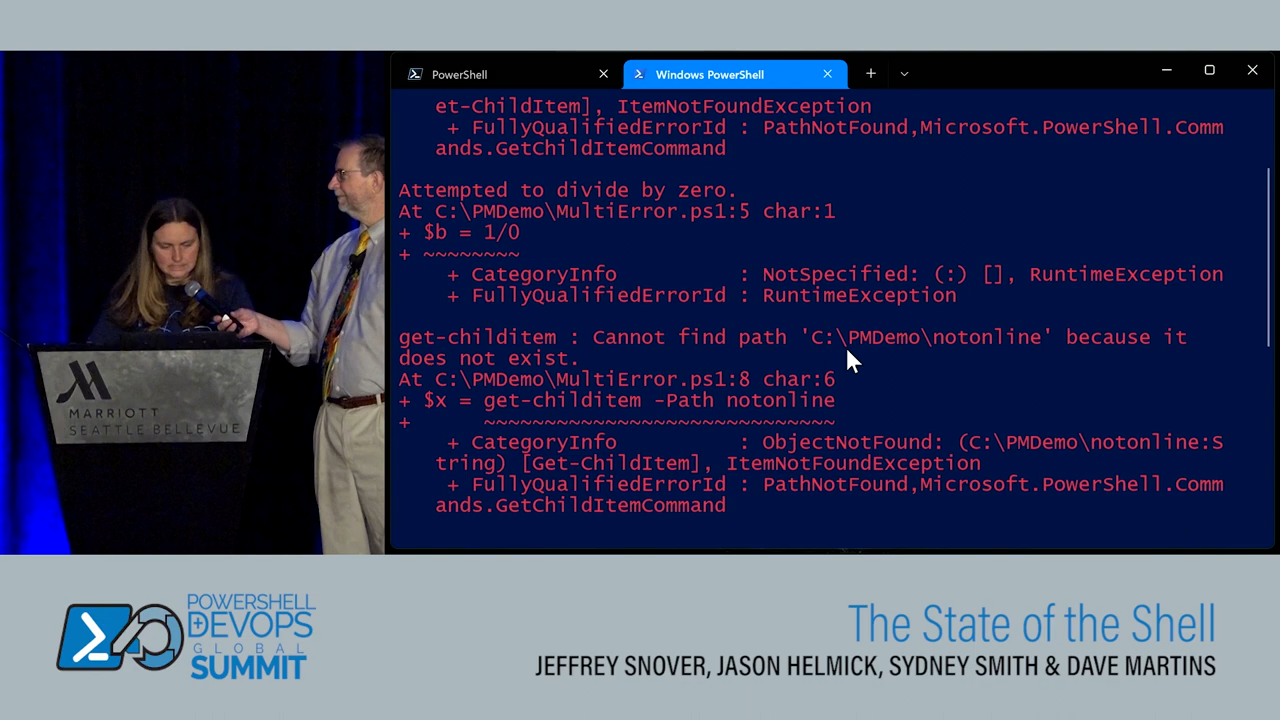 PowerShell
Windows PowerShell
et-ChildItem], ItemNotFoundException
+ FullyQualifiedErrorId : PathNotFound,Microsoft.PowerShell.Comm
ands.GetChildItemCommand
Attempted to divide by zero.
At C:\PMDemo\MultiError.ps1:5 char:1
+ $b = 1/0
+ ~~~~~~~~
+ CategoryInfo : NotSpecified: (:) [], RuntimeException
+ FullyQualifiedErrorId : RuntimeException
get-childitem : Cannot find path 'C:\PMDemo\notonline' because it
does not exist.
At C:\PMDemo\MultiError.ps1:8 char:6
+ $x = get-childitem -Path notonline
+ ~~~~~~~~~~~~~~~~~~~~~~~~~~~~~
+ CategoryInfo : ObjectNotFound: (C:\PMDemo\notonline:S
tring) [Get-ChildItem], ItemNotFoundException
+ FullyQualifiedErrorId : PathNotFound,Microsoft.PowerShell.Comm
ands.GetChildItemCommand
MARRIOTT
SEATTLE BELLEVUE
POWERSHELL
+DEVOPS
GLOBAL
SUMMIT
The State of the Shell
JEFFREY SNOVER, JASON HELMICK, SYDNEY SMITH & DAVE MARTINS